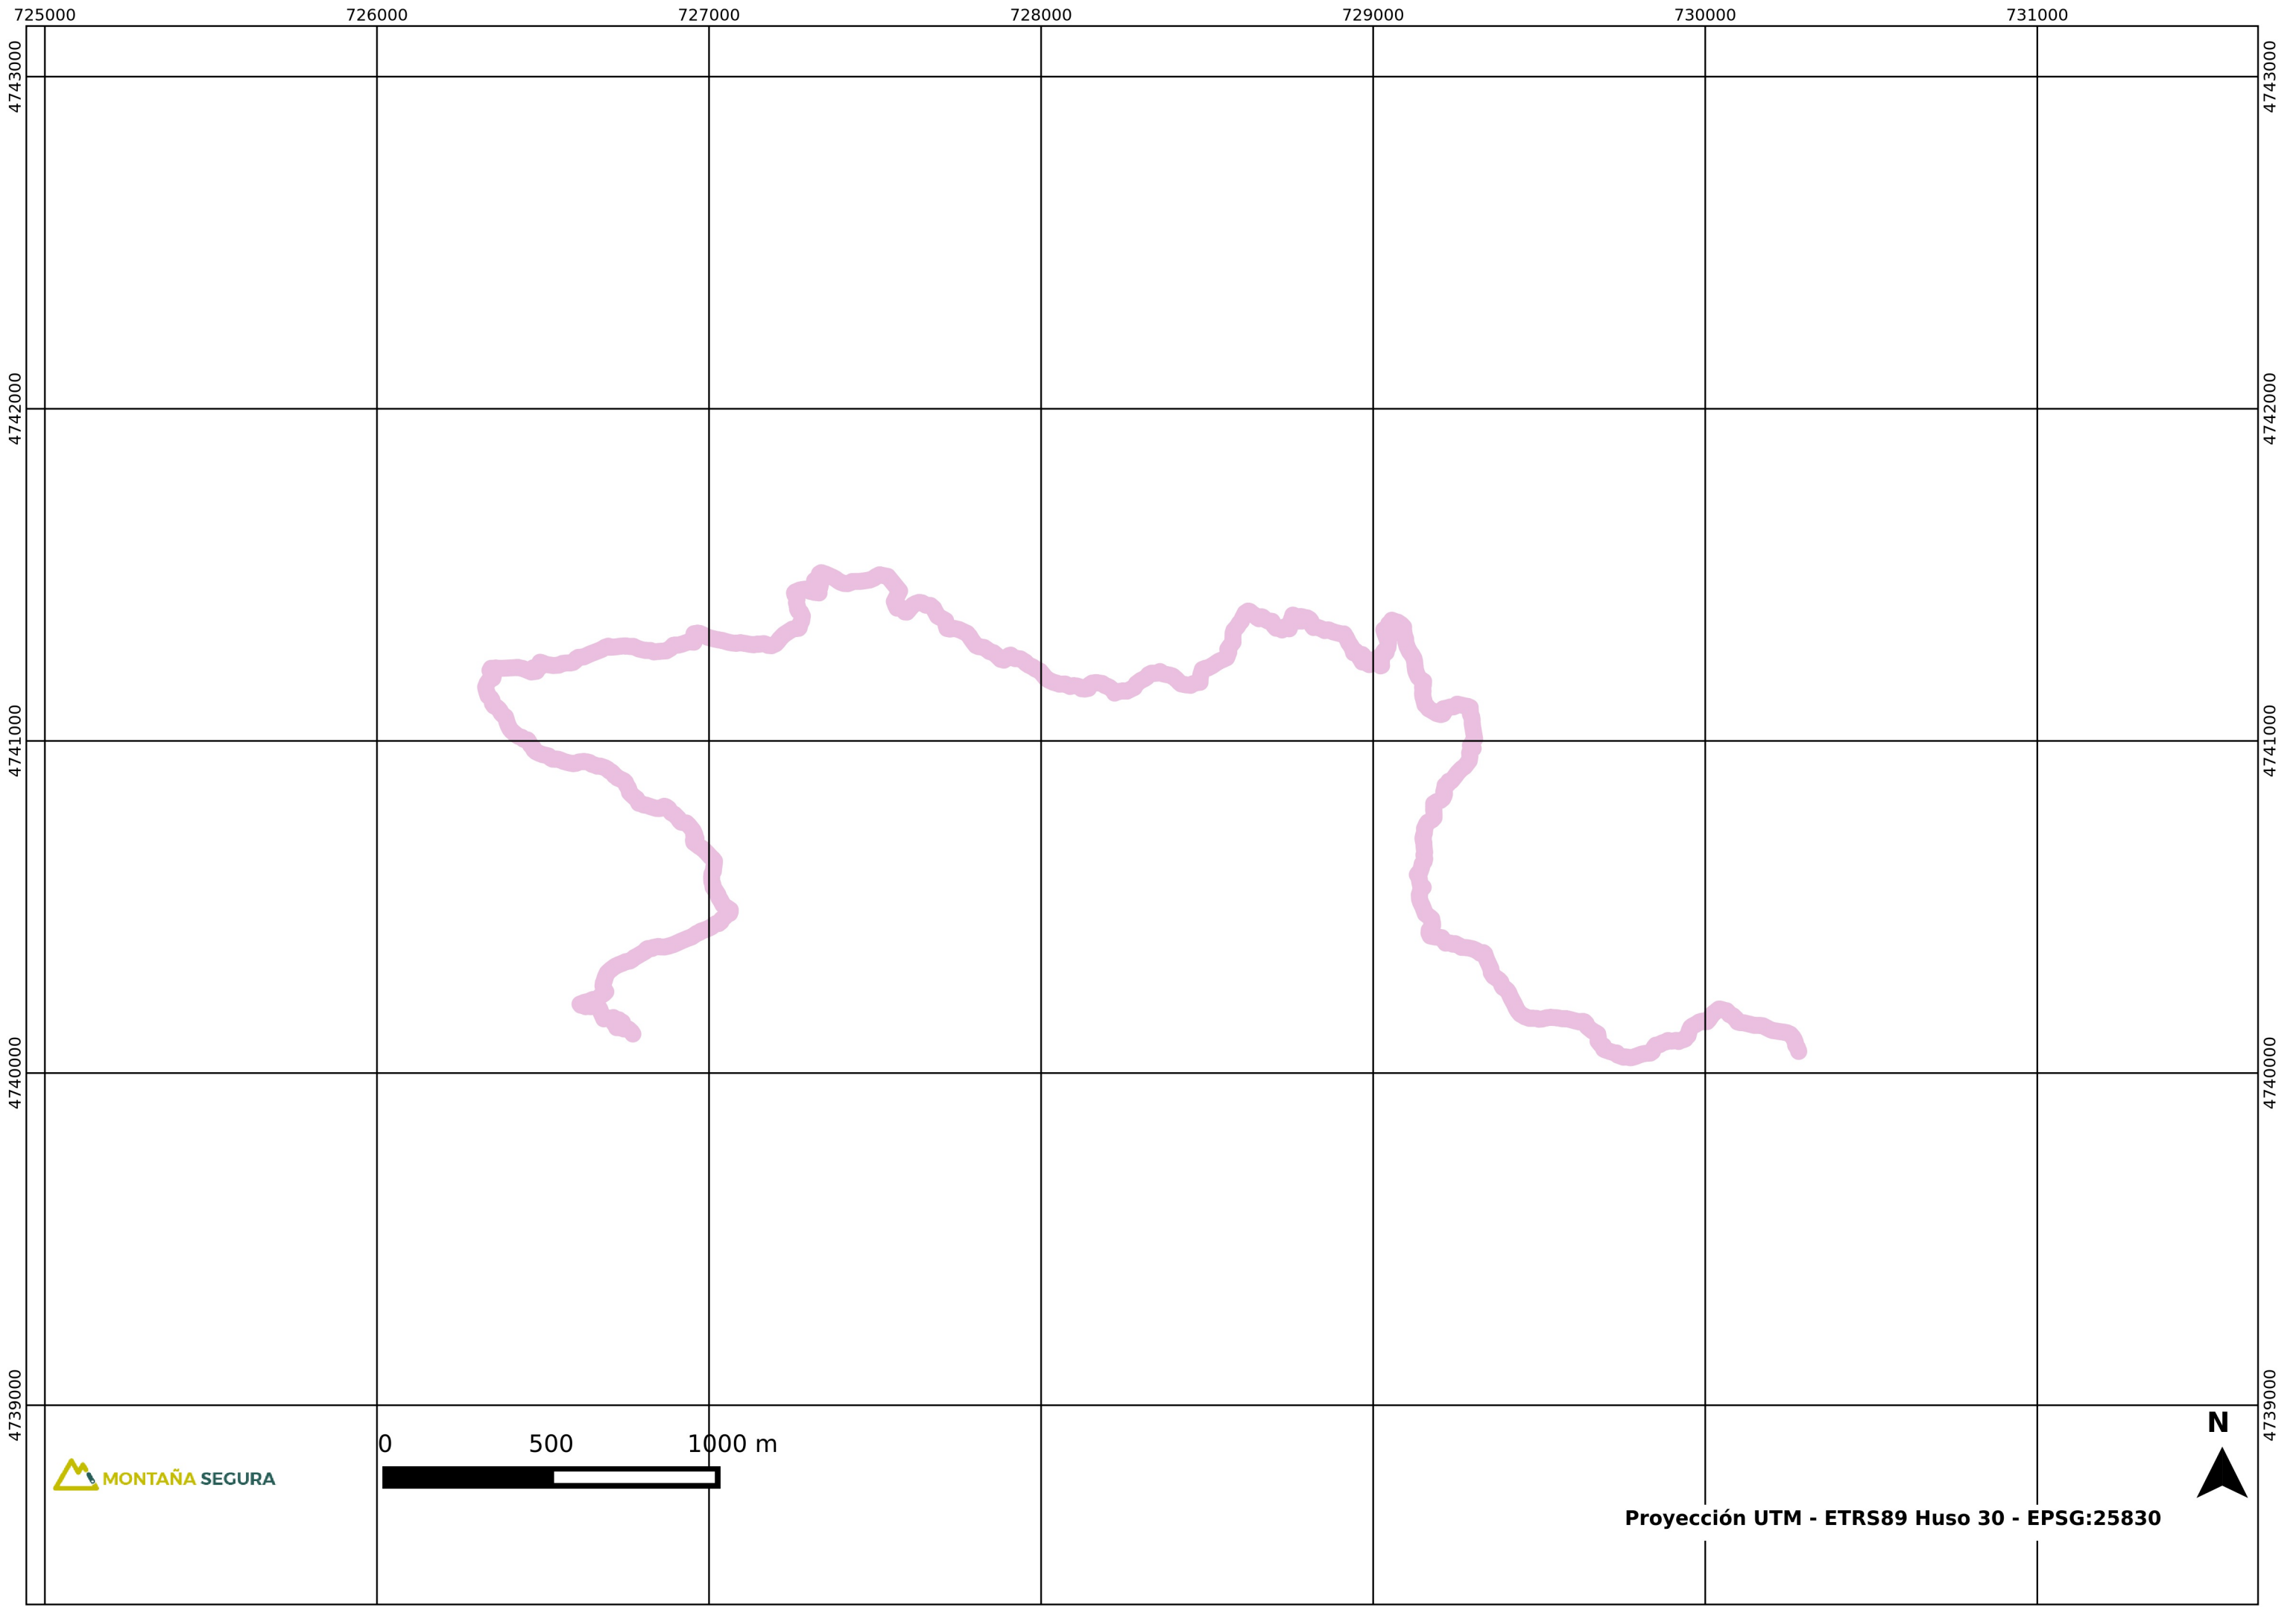 725000 726000 727000 728000 729000 730000 731000
4743000 4743000
4742000 4742000
4741000 4741000
4740000 4740000
4739000 4739000
N
0 500 1000 m
MONTAÑA SEGURA
Proyección UTM - ETRS89 Huso 30 - EPSG:25830